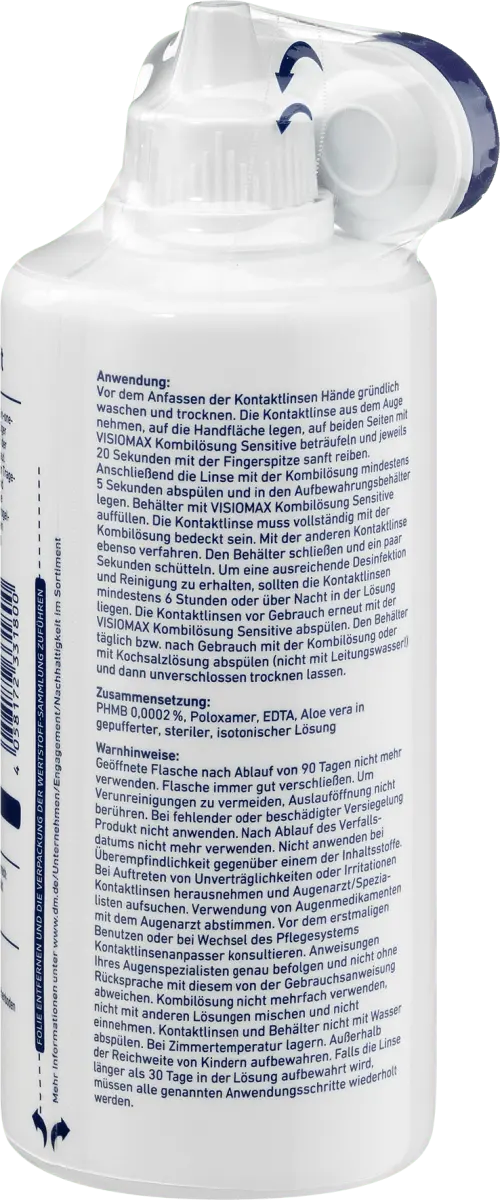 Anwendung:
Vor dem Anfassen der Kontaktlinsen Hände gründlich
waschen und trocknen. Die Kontaktlinse aus dem Auge
nehmen, auf die Handfläche legen, auf beiden Seiten mit
VISIOMAX Kombilösung Sensitive beträufeln und jeweils
20 Sekunden mit der Fingerspitze sanft reiben.
Anschließend die Linse mit der Kombilösung mindestens
5 Sekunden abspülen und in den Aufbewahrungsbehälter
legen. Behälter mit VISIOMAX Kombilösung Sensitive
auffüllen. Die Kontaktlinse muss vollständig mit der
Kombilösung bedeckt sein. Mit der anderen Kontaktlinse
ebenso verfahren. Den Behälter schließen und ein paar
Sekunden schütteln. Um eine ausreichende Desinfektion
und Reinigung zu erhalten, sollten die Kontaktlinsen
mindestens 6 Stunden oder über Nacht in der Lösung
liegen. Die Kontaktlinsen vor Gebrauch erneut mit der
VISIOMAX Kombilösung Sensitive abspülen. Den Behälter
täglich bzw. nach Gebrauch mit der Kombilösung oder
mit Kochsalzlösung abspülen (nicht mit Leitungswasser!)
und dann unverschlossen trocknen lassen.
Zusammensetzung:
PHMB 0,0002 %, Poloxamer, EDTA, Aloe vera in
gepufferter, steriler, isotonischer Lösung
Warnhinweise:
Geöffnete Flasche nach Ablauf von 90 Tagen nicht mehr
verwenden. Flasche immer gut verschließen. Um
Verunreinigungen zu vermeiden, Auslauföffnung nicht
berühren. Bei fehlender oder beschädigter Versiegelung
Produkt nicht anwenden. Nach Ablauf des Verfalls-
datums nicht mehr verwenden. Nicht anwenden bei
Überempfindlichkeit gegenüber einem der Inhaltsstoffe.
Bei Auftreten von Unverträglichkeiten oder Irritationen
Kontaktlinsen herausnehmen und Augenarzt/Spezia-
listen aufsuchen. Verwendung von Augenmedikamenten
mit dem Augenarzt abstimmen. Vor dem erstmaligen
Benutzen oder bei Wechsel des Pflegesystems
Kontaktlinsenanpasser konsultieren. Anweisungen
Ihres Augenspezialisten genau befolgen und nicht ohne
Rücksprache mit diesem von der Gebrauchsanweisung
abweichen. Kombilösung nicht mehrfach verwenden,
nicht mit anderen Lösungen mischen und nicht
einnehmen. Kontaktlinsen und Behälter nicht mit Wasser
abspülen. Bei Zimmertemperatur lagern. Außerhalb
der Reichweite von Kindern aufbewahren. Falls die Linse
länger als 30 Tage in der Lösung aufbewahrt wird,
müssen alle genannten Anwendungsschritte wiederholt
werden.
FOLIE ENTFERNEN UND DIE VERPACKUNG DER WERTSTOFF-SAMMLUNG ZUFÜHREN
Mehr Informationen unter www.dm.de/Unternehmen/Engagement/Nachhaltigkeit im Sortiment
4 058172 331800